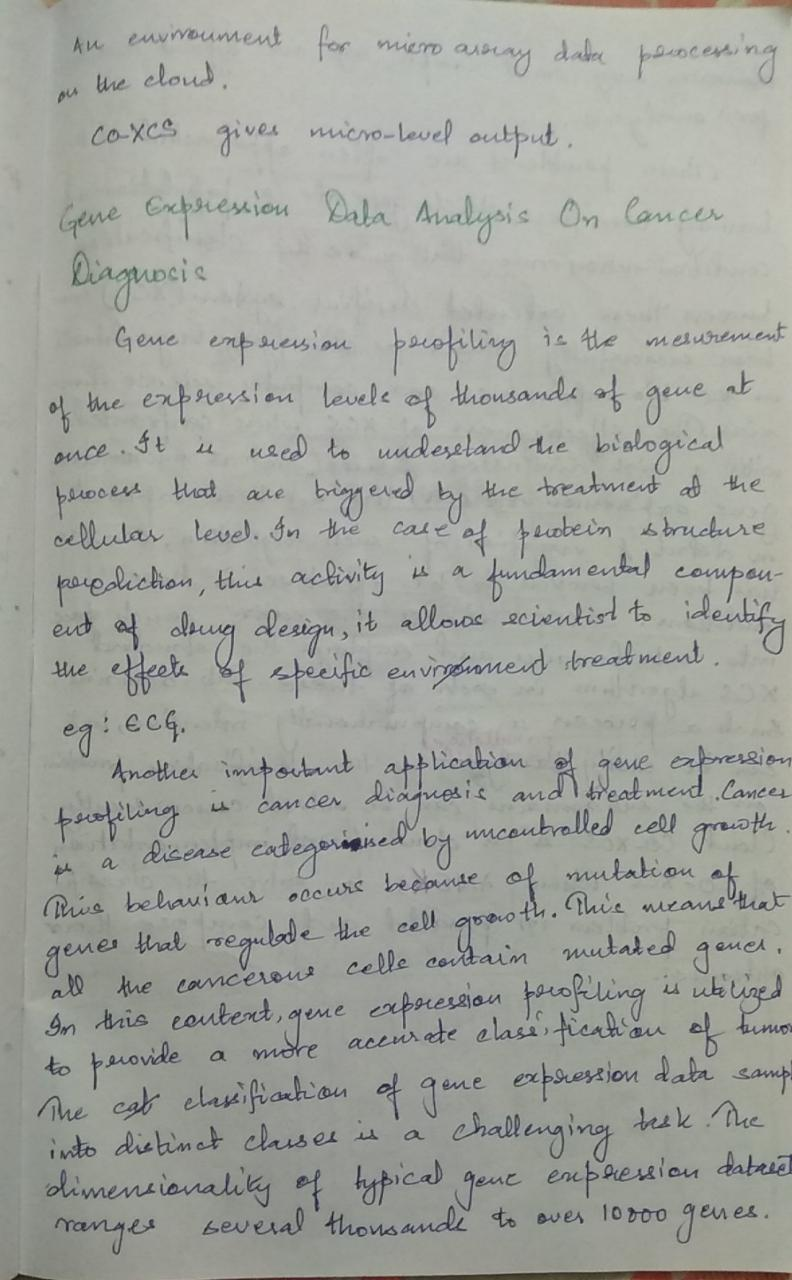 An environment for micro array data processing
on the cloud.
CO-XCS gives micro-level output.
Gene Expression Data Analysis On Cancer
Diagnosis
Gene expression profiling is the mesurement
of the expression levels of thousands of gene at
once. It is used to understand the biological
process that are triggered by the treatment at the
cellular level. In the case of protein structure
prediction, this activity is a fundamental compon-
ent of drug design, it allows scientist to identify
the effects of specific treatment.
eg: ECG.
Another important application of gene expression
profiling is cancer diagnosis and treatment. Cancer
is a disease by uncontrolled cell growth.
This behaviour occurs because of mutation of
genes that regulate the cell growth. This means that
all the cancerous cells contain mutated genes.
In this context, gene expression profiling is utilized
to provide a more accurate classification of tumo
The classification of gene expression data samp
into distinct classes is a challenging task. The
dimensionality of typical gene expression dataset
ranges several thousands to over 10000 genes.